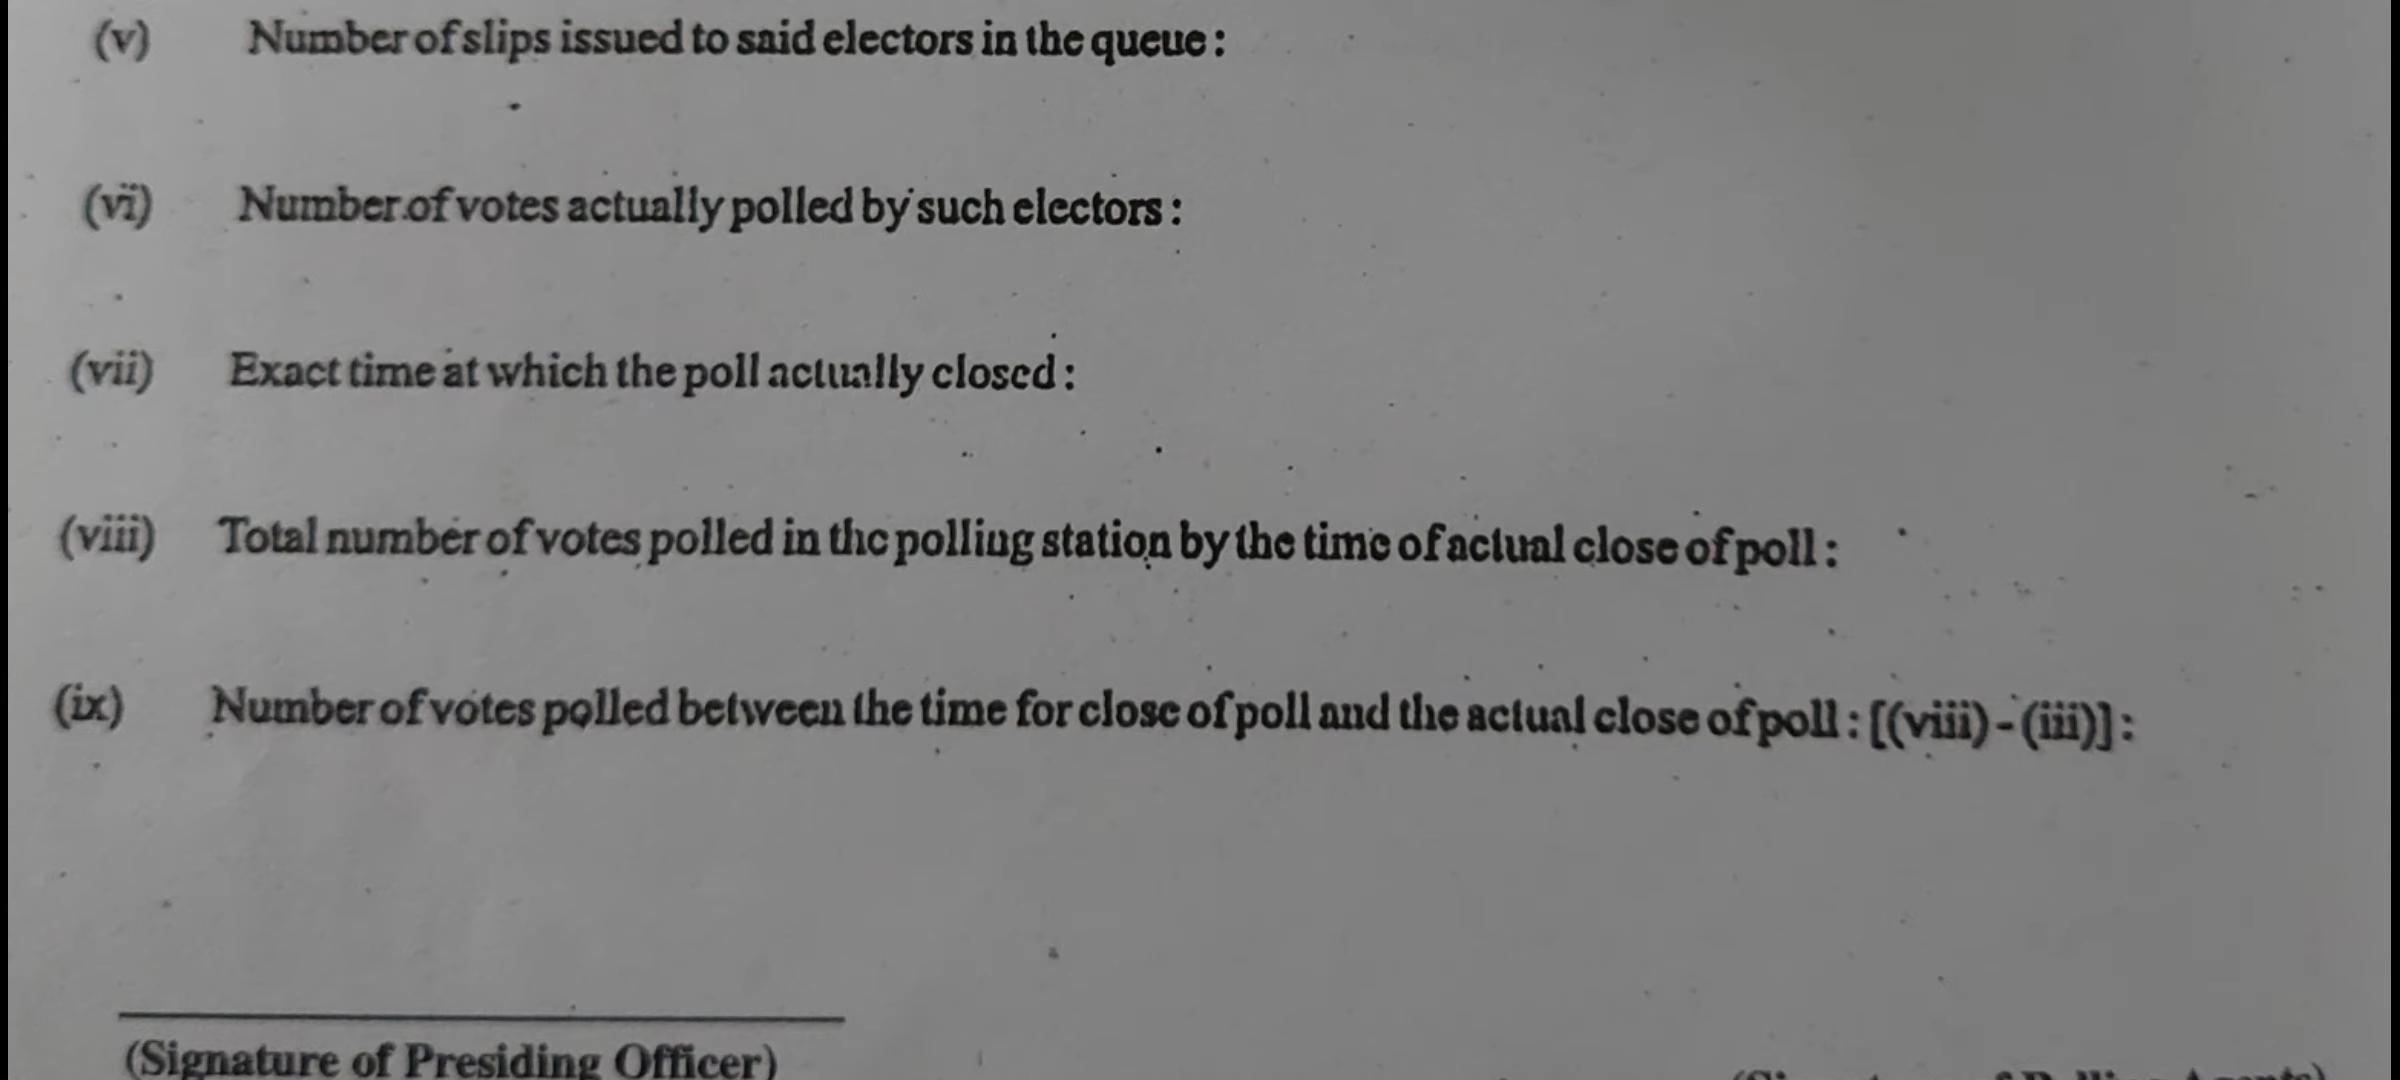 (v) Number of slips issued to said electors in the queue :
(vi) Number of votes actually polled by such electors :
(vii) Exact time at which the poll actually closed :
(viii) Total number of votes polled in the polling station by the time of actual close of poll :
(ix) Number of votes polled between the time for close of poll and the actual close of poll : [(viii) - (iii)] :
(Signature of Presiding Officer)